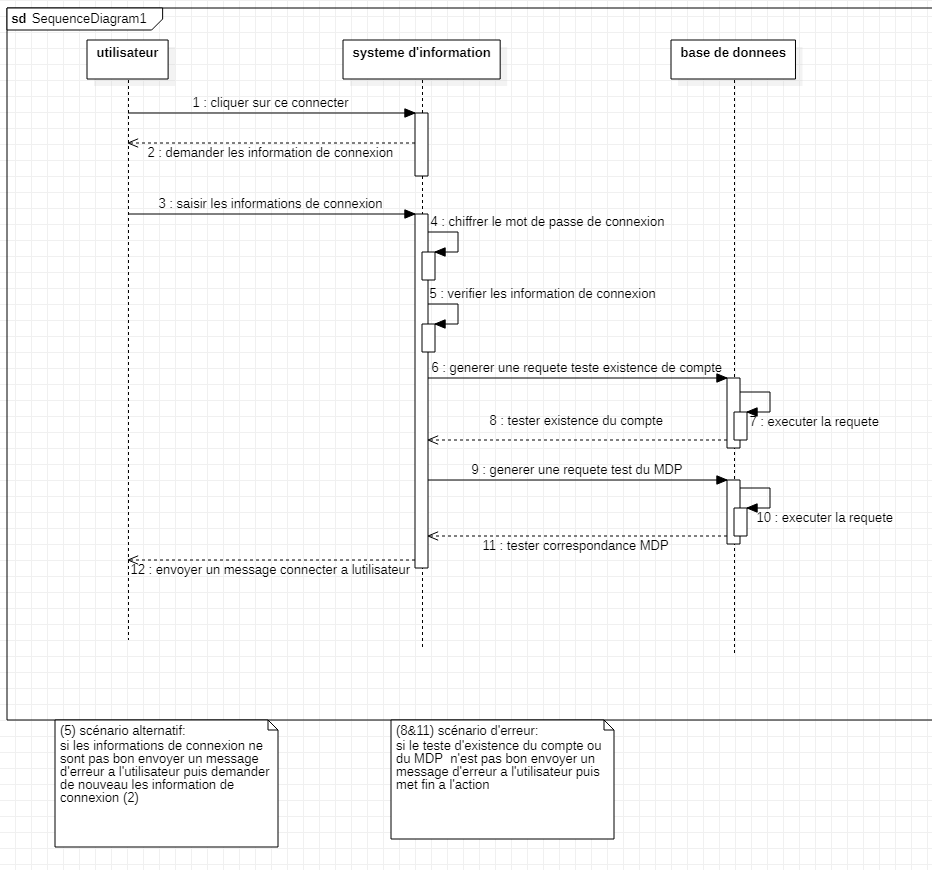 sd SequenceDiagram1
utilisateur
systeme d'information
base de donnees
1 : cliquer sur ce connecter
2 : demander les information de connexion
3 : saisir les informations de connexion
4 : chiffrer le mot de passe de connexion
5 : verifier les information de connexion
6 : generer une requete teste existence de compte
7 : executer la requete
8 : tester existence du compte
9 : generer une requete test du MDP
10 : executer la requete
11 : tester correspondance MDP
12 : envoyer un message connecter a lutilisateur
(5) scénario alternatif:
si les informations de connexion ne
sont pas bon envoyer un message
d'erreur a l'utilisateur puis demander
de nouveau les information de
connexion (2)
(8&11) scénario d'erreur:
si le teste d'existence du compte ou
du MDP  n'est pas bon envoyer un
message d'erreur a l'utilisateur puis
met fin a l'action